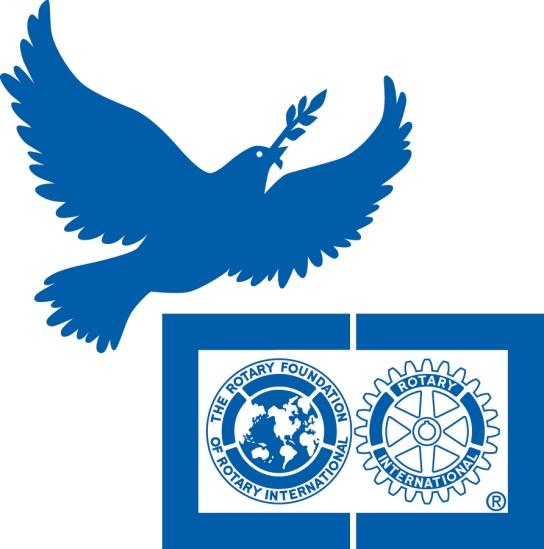 THE ROTARY FOUNDATION
OF ROTARY INTERNATIONAL
ROTARY
INTERNATIONAL
®